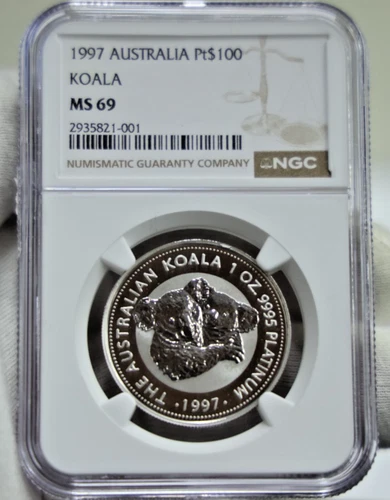 1997 AUSTRALIA Pt$100
KOALA
MS 69
2935821-001
NUMISMATIC GUARANTY COMPANY NGC
THE AUSTRALIAN KOALA 1 OZ. 9995 PLATINUM
· 1997 ·